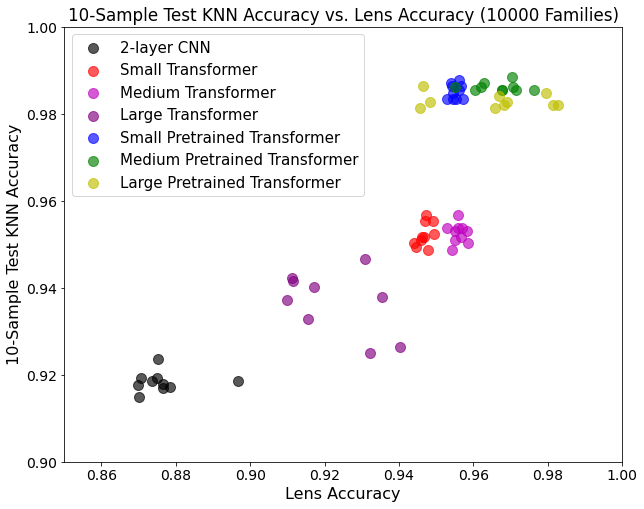 10-Sample Test KNN Accuracy vs. Lens Accuracy (10000 Families)
1.00
0.98
0.96
0.94
0.92
0.90
10-Sample Test KNN Accuracy
2-layer CNN
Small Transformer
Medium Transformer
Large Transformer
Small Pretrained Transformer
Medium Pretrained Transformer
Large Pretrained Transformer
0.86 0.88 0.90 0.92 0.94 0.96 0.98 1.00
Lens Accuracy